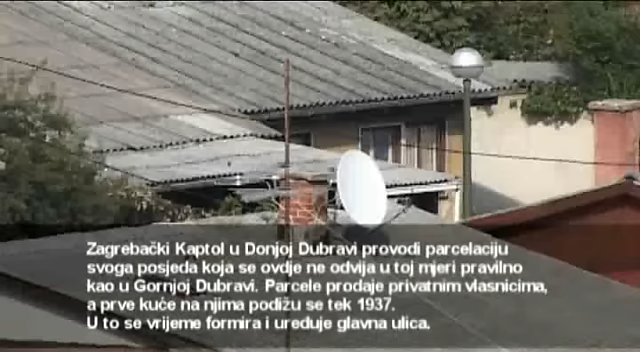 Zagrebački Kaptol u Donjoj Dubravi provodi parcelaciju
svoga posjeda koja se ovdje ne odvija u toj mjeri pravilno
kao u Gornjoj Dubravi. Parcele prodaje privatnim vlasnicima,
a prve kuće na njima podižu se tek 1937.
U to se vrijeme formira i uređuje glavna ulica.